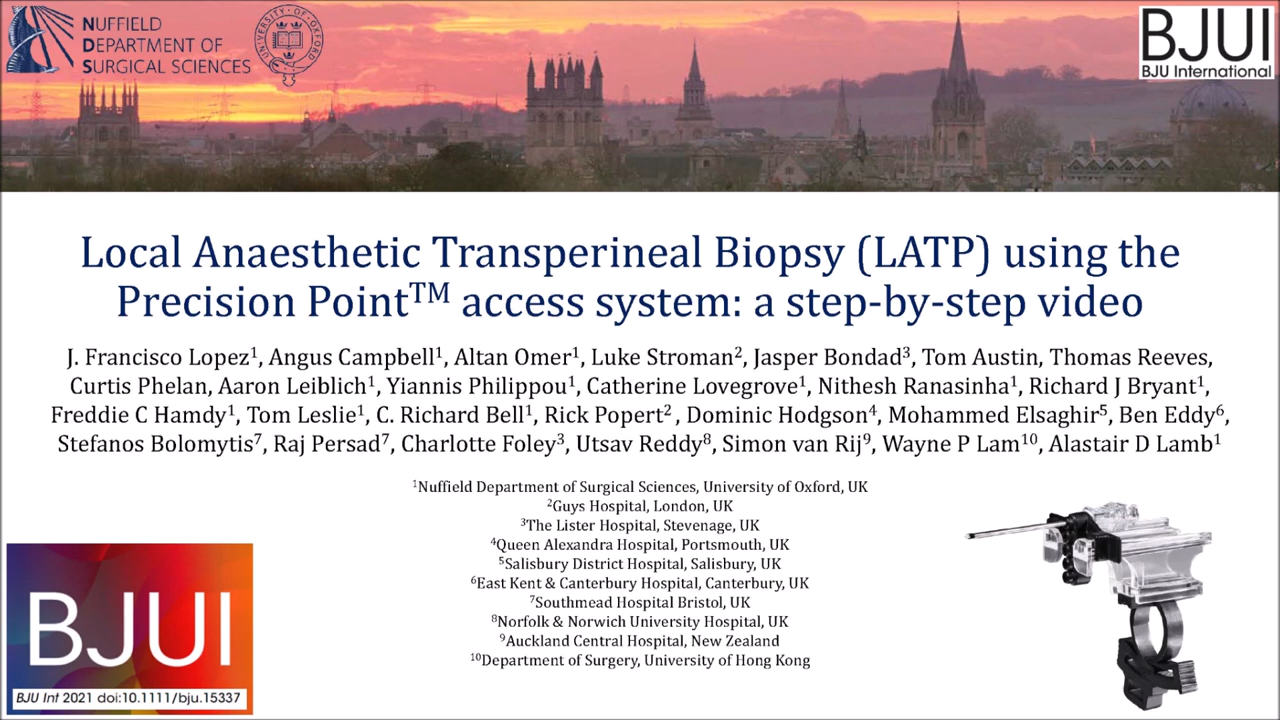 NUFFIELD
DEPARTMENT OF
SURGICAL SCIENCES
UNIVERSITY OF OXFORD
BJUI
BJU International
Local Anaesthetic Transperineal Biopsy (LATP) using the
Precision Point™ access system: a step-by-step video
J. Francisco Lopez¹, Angus Campbell¹, Altan Omer¹, Luke Stroman², Jasper Bondad³, Tom Austin, Thomas Reeves,
Curtis Phelan, Aaron Leiblich¹, Yiannis Philippou¹, Catherine Lovegrove¹, Nithesh Ranasinha¹, Richard J Bryant¹,
Freddie C Hamdy¹, Tom Leslie¹, C. Richard Bell¹, Rick Popert² , Dominic Hodgson⁴, Mohammed Elsaghir⁵, Ben Eddy⁶,
Stefanos Bolomytis⁷, Raj Persad⁷, Charlotte Foley³, Utsav Reddy⁸, Simon van Rij⁹, Wayne P Lam¹⁰, Alastair D Lamb¹
¹Nuffield Department of Surgical Sciences, University of Oxford, UK
²Guys Hospital, London, UK
³The Lister Hospital, Stevenage, UK
⁴Queen Alexandra Hospital, Portsmouth, UK
⁵Salisbury District Hospital, Salisbury, UK
⁶East Kent & Canterbury Hospital, Canterbury, UK
⁷Southmead Hospital Bristol, UK
⁸Norfolk & Norwich University Hospital, UK
⁹Auckland Central Hospital, New Zealand
¹⁰Department of Surgery, University of Hong Kong
BJUI
BJU Int 2021 doi:10.1111/bju.15337